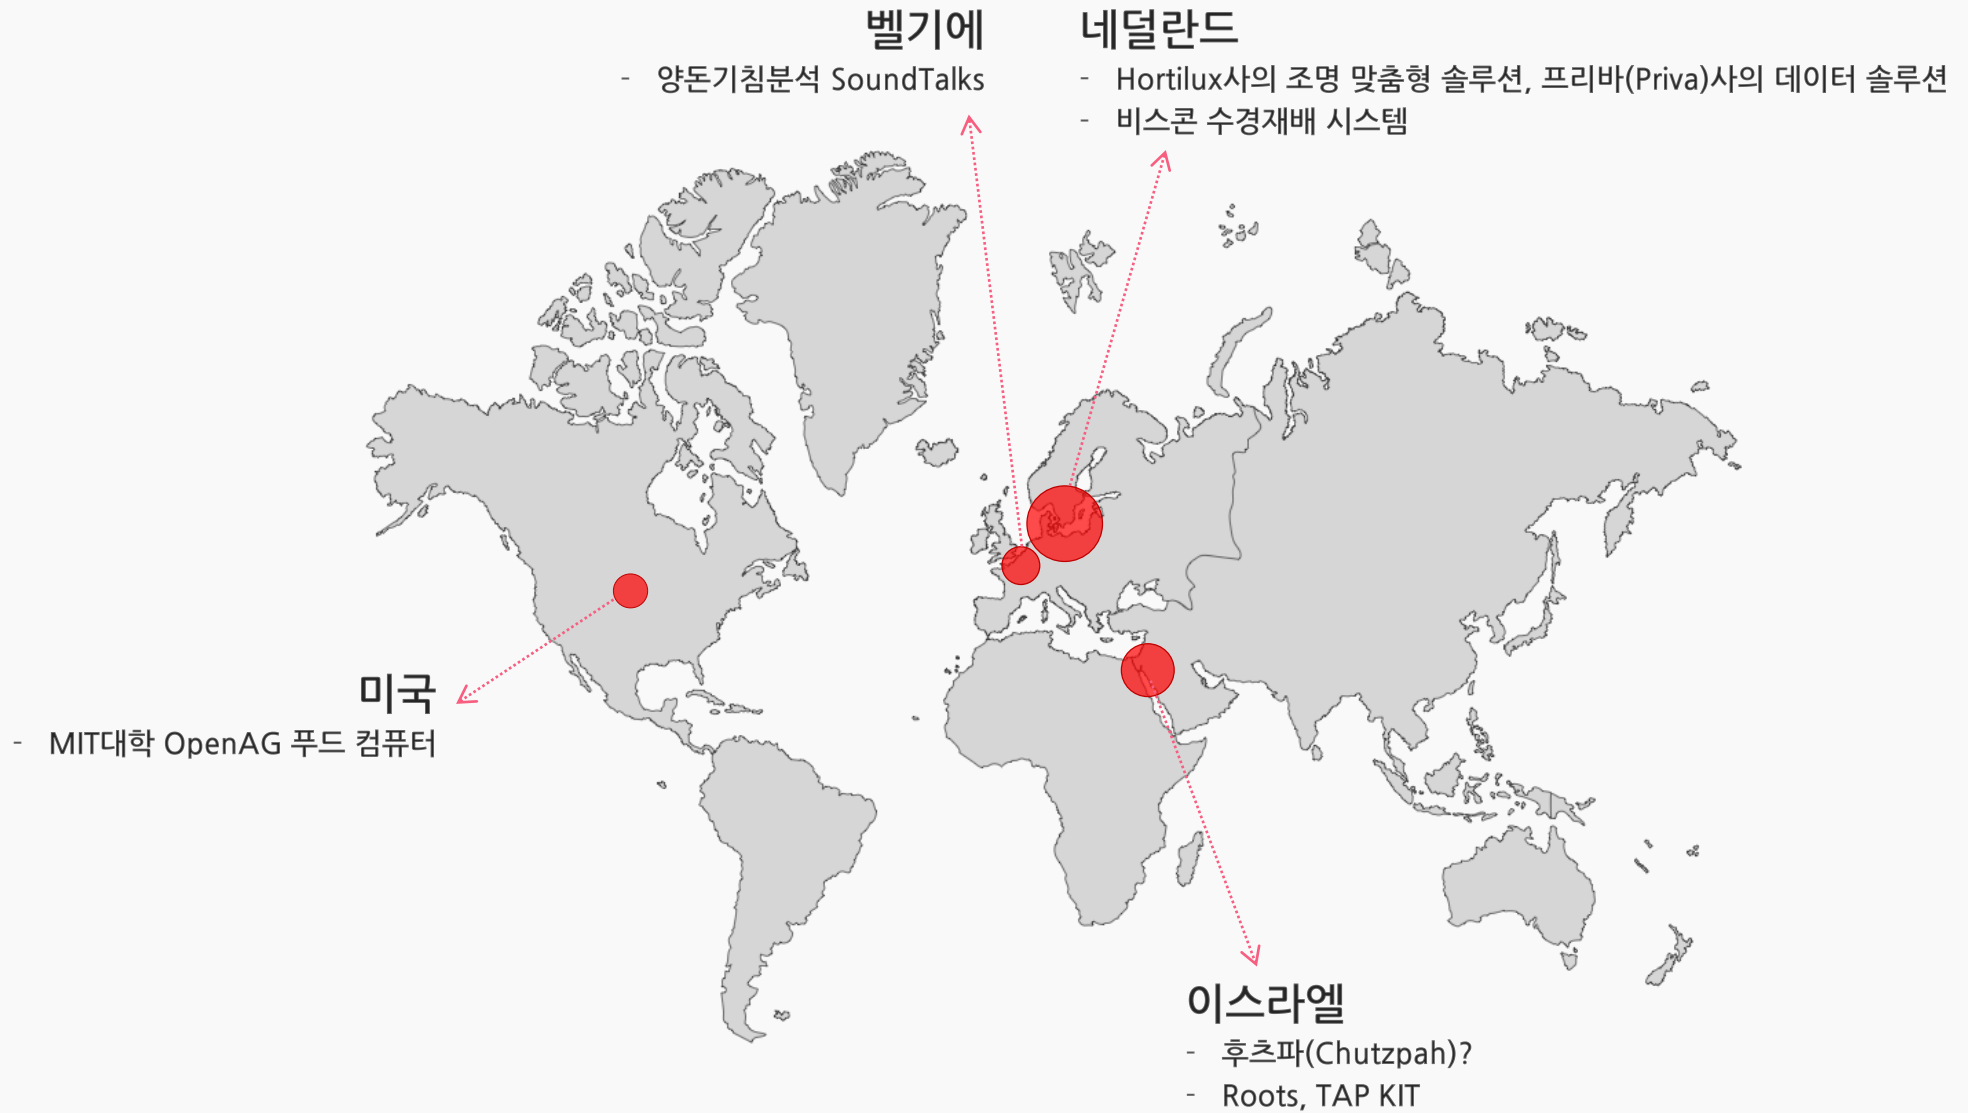 벨기에
- 양돈기침분석 SoundTalks
네덜란드
- Hortilux사의 조명 맞춤형 솔루션, 프리바(Priva)사의 데이터 솔루션
- 비스콘 수경재배 시스템
미국
- MIT대학 OpenAG 푸드 컴퓨터
이스라엘
- 후츠파(Chutzpah)?
- Roots, TAP KIT